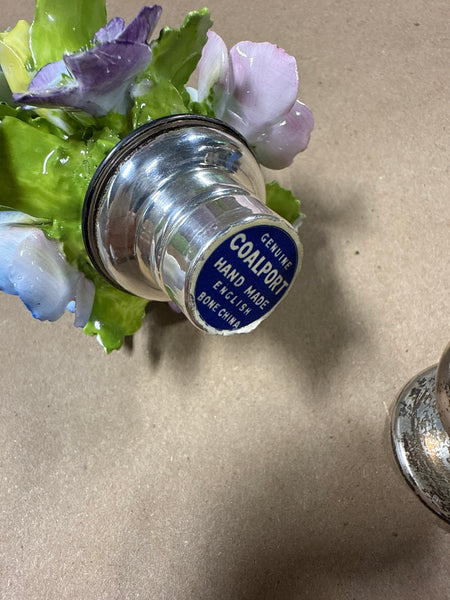 GENUINE
COALPORT
HAND MADE
ENGLISH
BONE CHINA